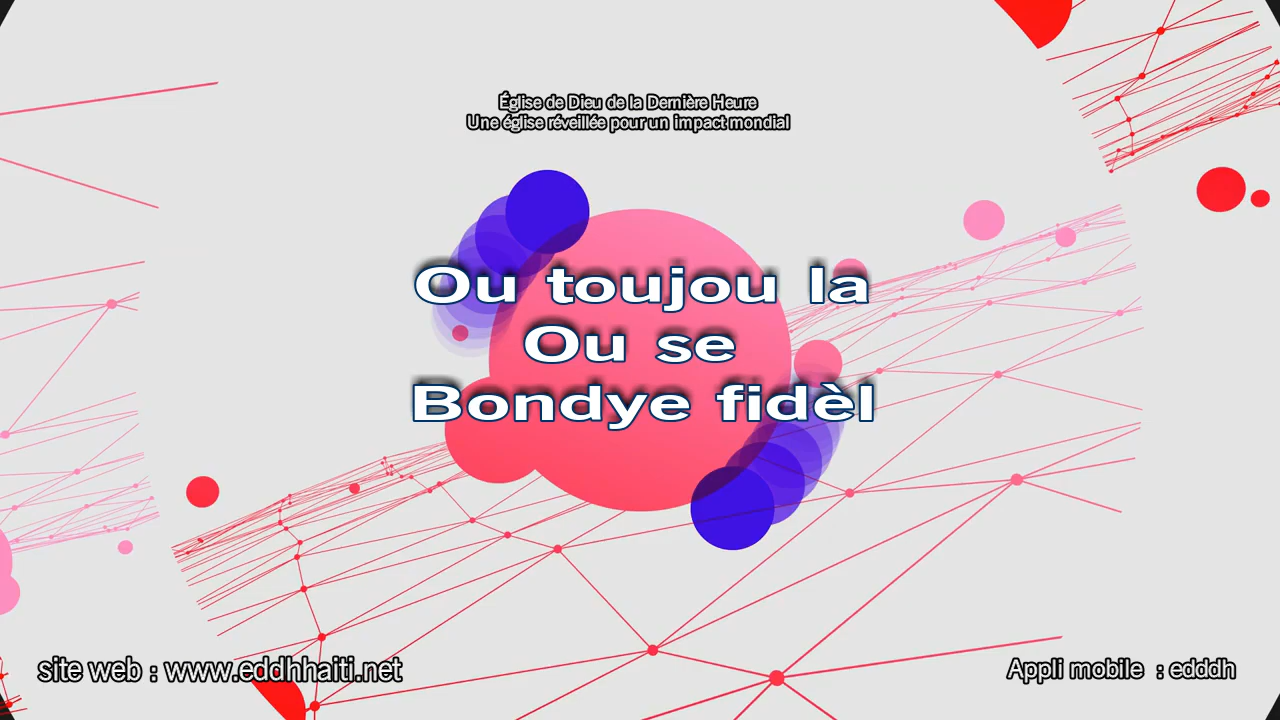 Église de Dieu de la Dernière Heure
Une église réveillée pour un impact mondial
Ou toujou la
Ou se
Bondye fidèl
site web : www.eddhhaiti.net
Appli mobile : edddh